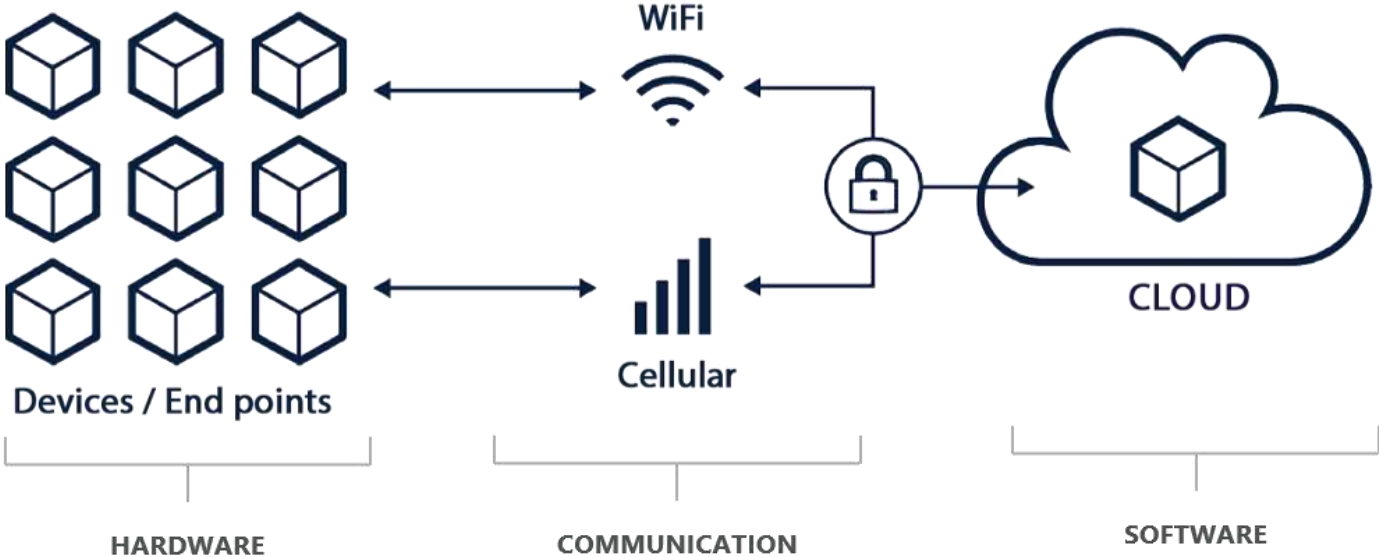 WiFi
CLOUD
Cellular
Devices / End points
HARDWARE
COMMUNICATION
SOFTWARE